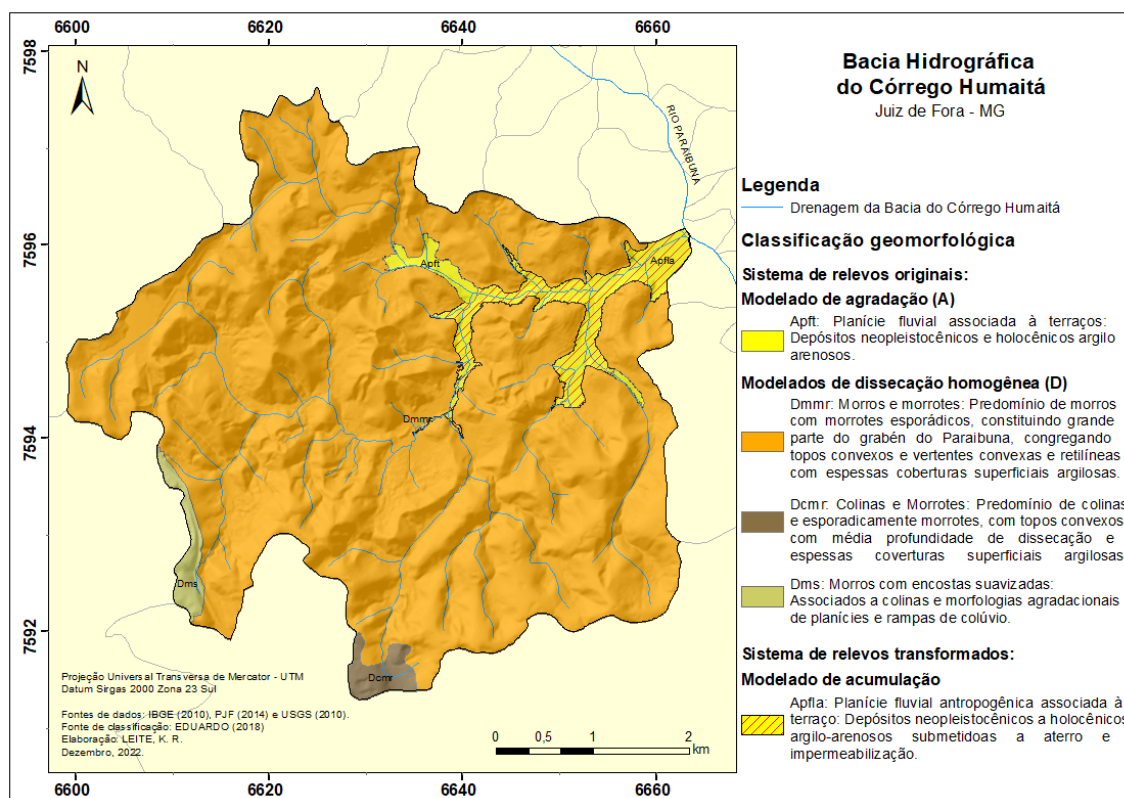 6600 6620 6640 6660
7598
7596
7594
7592
N
RIO PARAIBUNA
Apft
Apfla
Dmmr
Dms
Dcmr
Projeção Universal Transversa de Mercator - UTM
Datum Sirgas 2000 Zona 23 Sul
Fontes de dados: IBGE (2010), PJF (2014) e USGS (2010).
Fonte de classificação: EDUARDO (2018)
Elaboração: LEITE, K. R.
Dezembro, 2022.
0 0,5 1 2
km
6600 6620 6640 6660
Bacia Hidrográfica
do Córrego Humaitá
Juiz de Fora - MG
Legenda
Drenagem da Bacia do Córrego Humaitá
Classificação geomorfológica
Sistema de relevos originais:
Modelado de agradação (A)
Apft: Planície fluvial associada à terraços:
Depósitos neopleistocênicos e holocênicos argilo
arenosos.
Modelados de dissecação homogênea (D)
Dmmr: Morros e morrotes: Predomínio de morros
com morrotes esporádicos, constituindo grande
parte do grabén do Paraibuna, congregando
topos convexos e vertentes convexas e retilíneas
com espessas coberturas superficiais argilosas.
Dcmr: Colinas e Morrotes: Predomínio de colinas
e esporadicamente morrotes, com topos convexos
com média profundidade de dissecação e
espessas coverturas superficiais argilosas
Dms: Morros com encostas suavizadas:
Associados a colinas e morfologias agradacionais
de planícies e rampas de colúvio.
Sistema de relevos transformados:
Modelado de acumulação
Apfla: Planície fluvial antropogênica associada à
terraço: Depósitos neopleistocênicos a holocênicos
argilo-arenosos submetidoas a aterro e
impermeabilização.